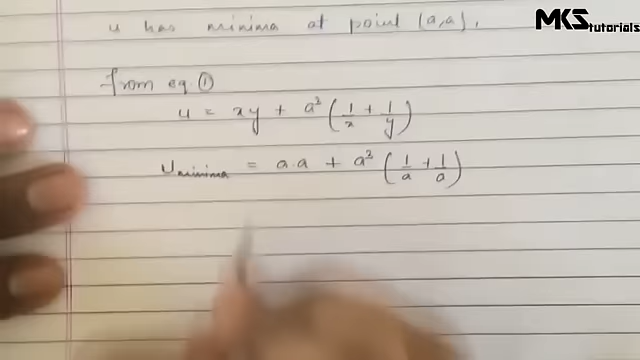 u has minima at point (a,a).
MKS tutorials
from eq ①
u = xy + a³ (1/x + 1/y)
u minima = a.a + a³ (1/a + 1/a)